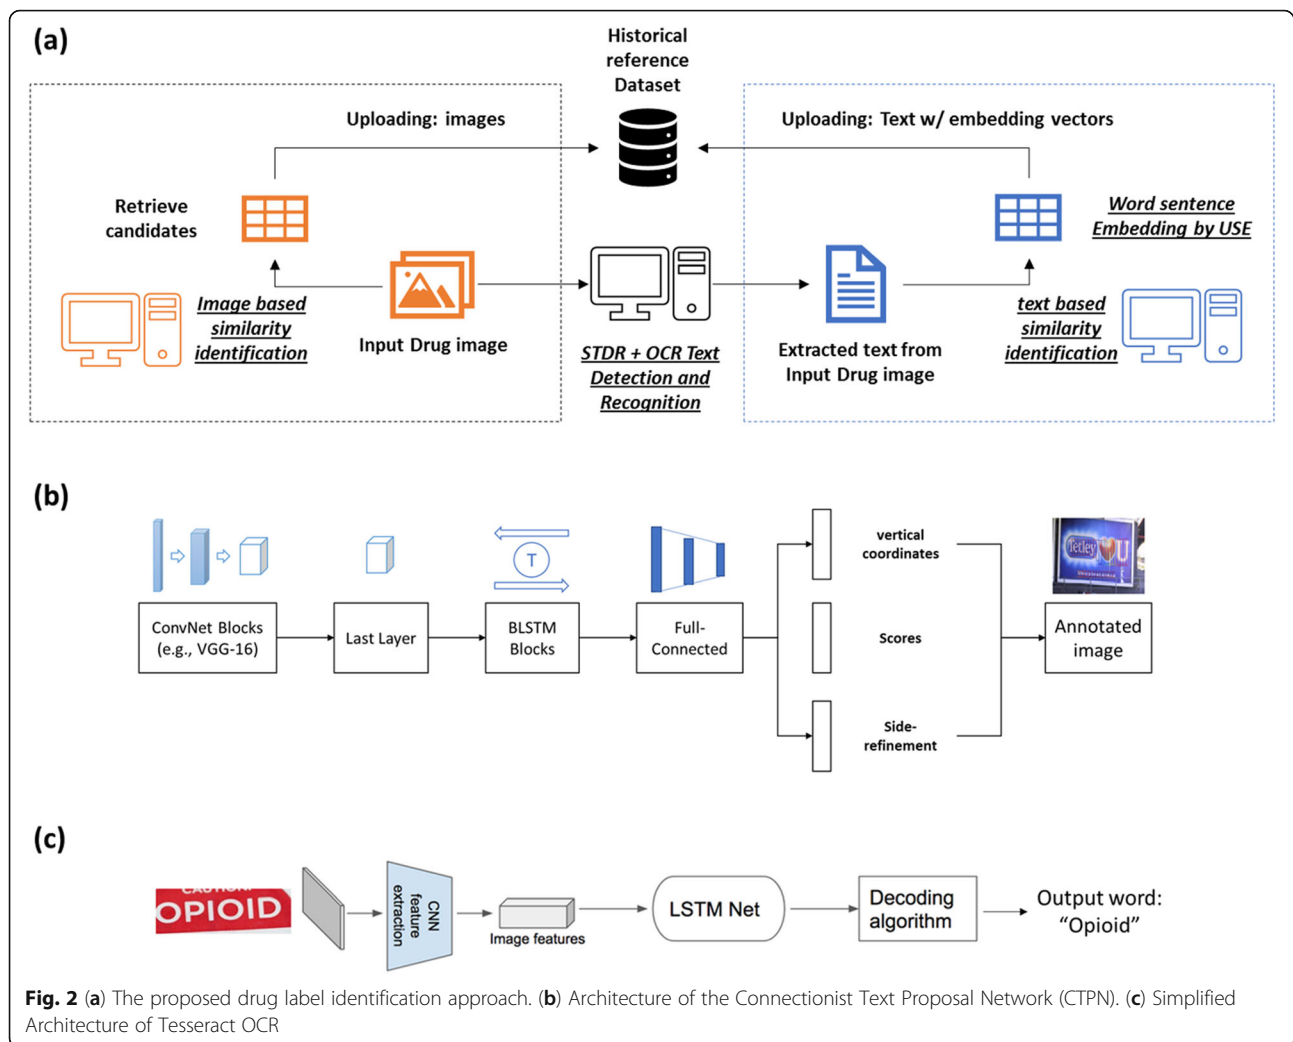 (a)
Historical
reference
Dataset
Uploading: images
Uploading: Text w/ embedding vectors
Retrieve
candidates
Word sentence
Embedding by USE
Image based
similarity
identification
Input Drug image
STDR + OCR Text
Detection and
Recognition
Extracted text from
Input Drug image
text based
similarity
identification
(b)
T
vertical
coordinates
Tetley
U
ConvNet Blocks
(e.g., VGG-16)
Last Layer
BLSTM
Blocks
Full-
Connected
Scores
Annotated
image
Side-
refinement
(c)
OPIOID
CNN
feature
extraction
Image features
LSTM Net
Decoding
algorithm
Output word:
“Opioid”
Fig. 2 (a) The proposed drug label identification approach. (b) Architecture of the Connectionist Text Proposal Network (CTPN). (c) Simplified
Architecture of Tesseract OCR